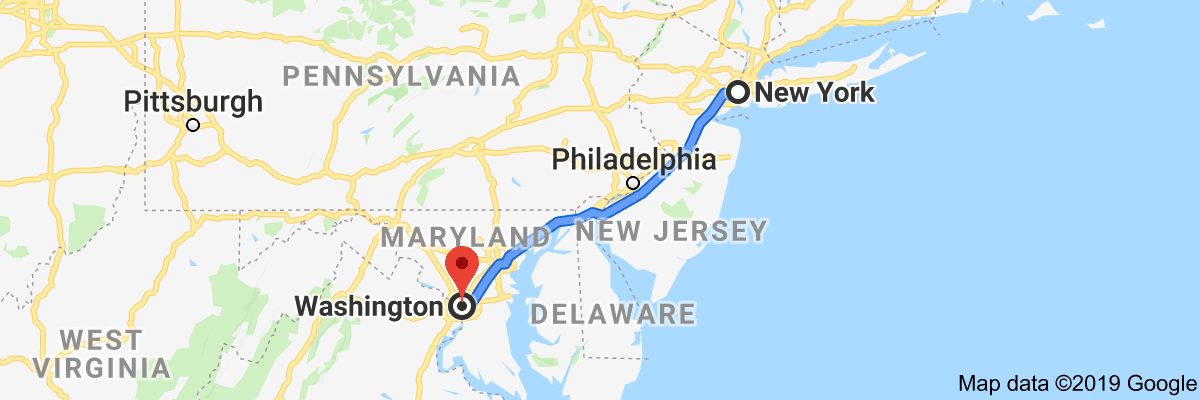 PENNSYLVANIA
Pittsburgh
New York
Philadelphia
MARYLAND
NEW JERSEY
Washington
DELAWARE
WEST
VIRGINIA
Map data ©2019 Google